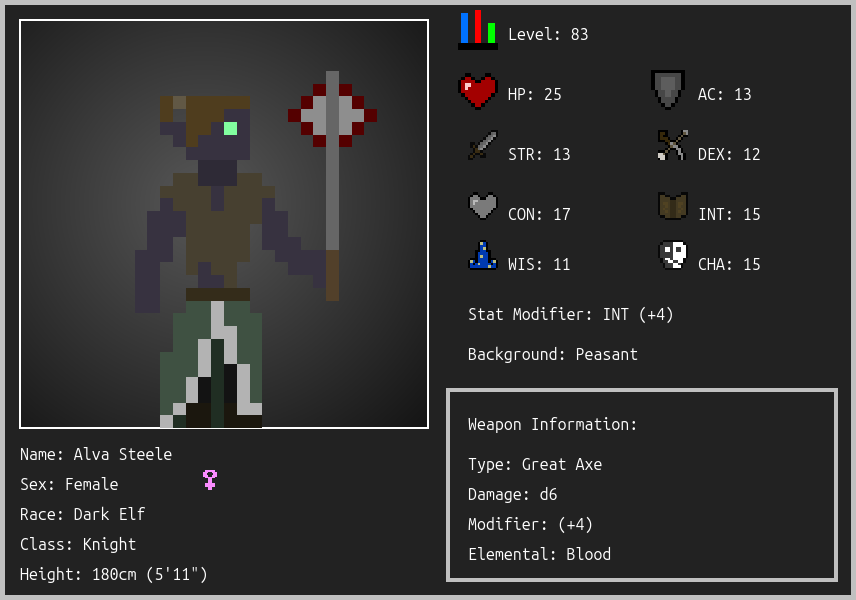 Level: 83
HP: 25
AC: 13
STR: 13
DEX: 12
CON: 17
INT: 15
WIS: 11
CHA: 15
Stat Modifier: INT (+4)
Background: Peasant
Name: Alva Steele
Sex: Female
Race: Dark Elf
Class: Knight
Height: 180cm (5'11")
Weapon Information:
Type: Great Axe
Damage: d6
Modifier: (+4)
Elemental: Blood